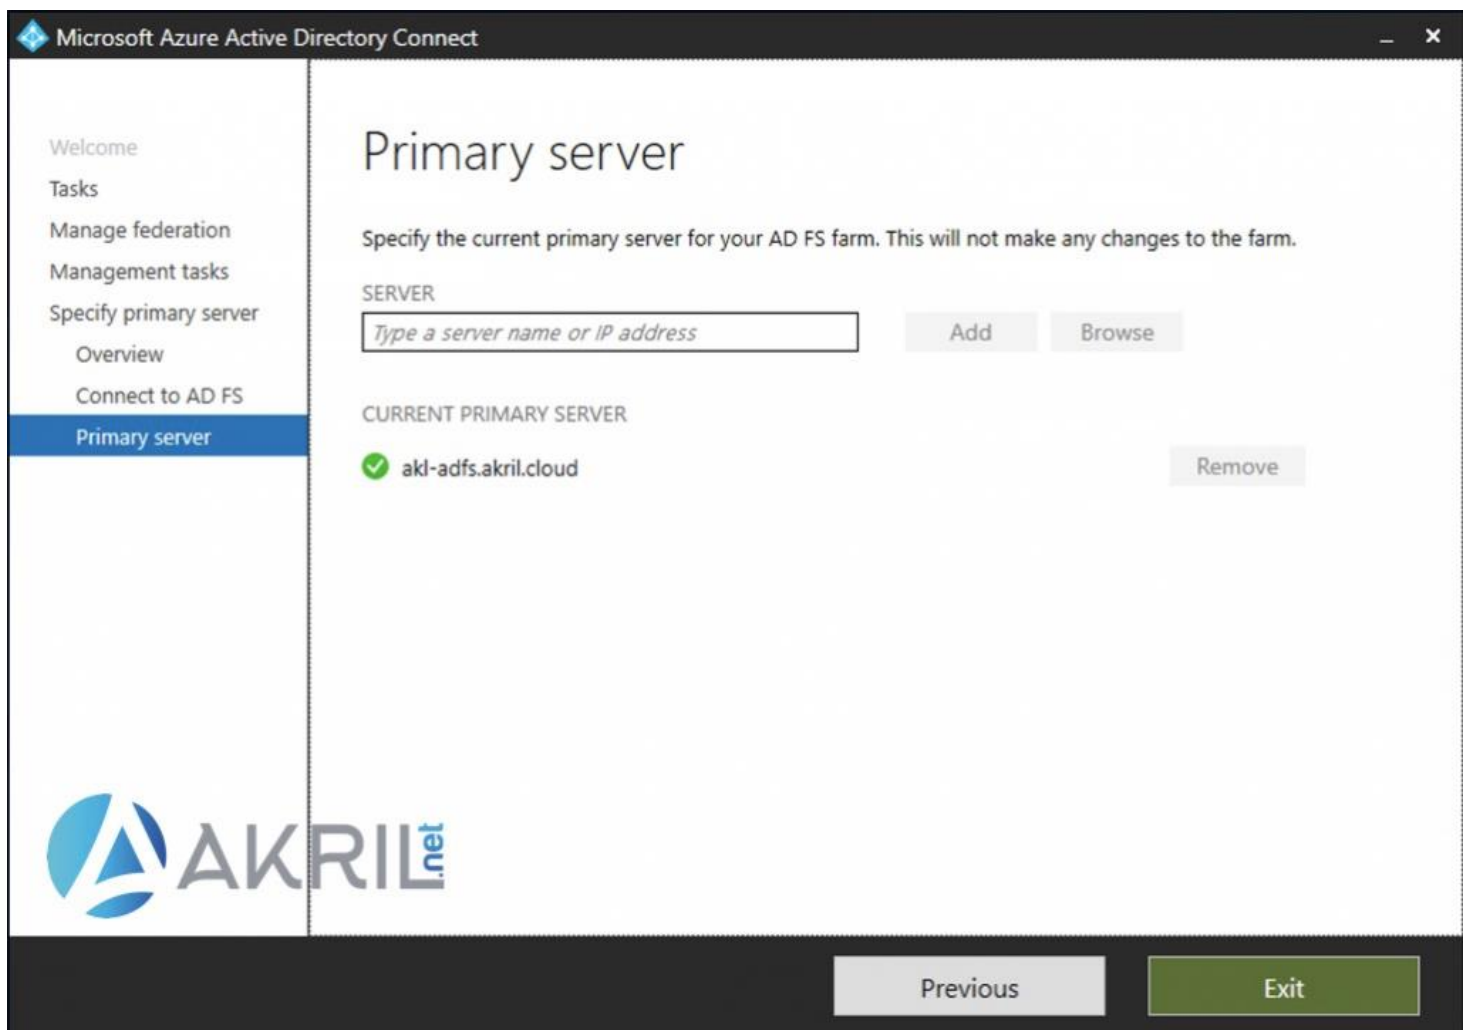 Microsoft Azure Active Directory Connect
Welcome
Tasks
Manage federation
Management tasks
Specify primary server
Overview
Connect to AD FS
Primary server
Primary server
Specify the current primary server for your AD FS farm. This will not make any changes to the farm.
SERVER
Type a server name or IP address
Add
Browse
CURRENT PRIMARY SERVER
akl-adfs.akril.cloud
Remove
AKRIL.net
Previous
Exit